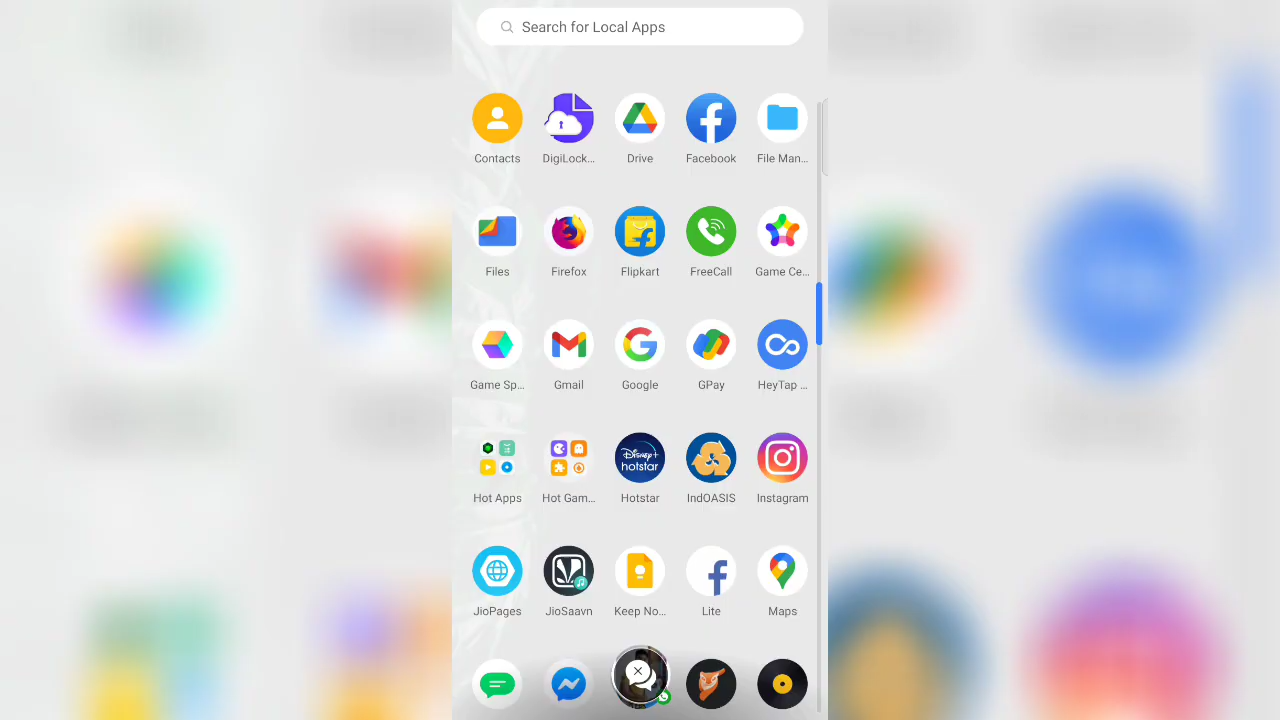 Search for Local Apps
Contacts DigiLock... Drive Facebook File Man...
Files Firefox Flipkart FreeCall Game Ce...
Game Sp... Gmail Google GPay HeyTap ...
Disney+
hotstar
Hot Apps Hot Gam... Hotstar IndOASIS Instagram
JioPages JioSaavn Keep No... Lite Maps